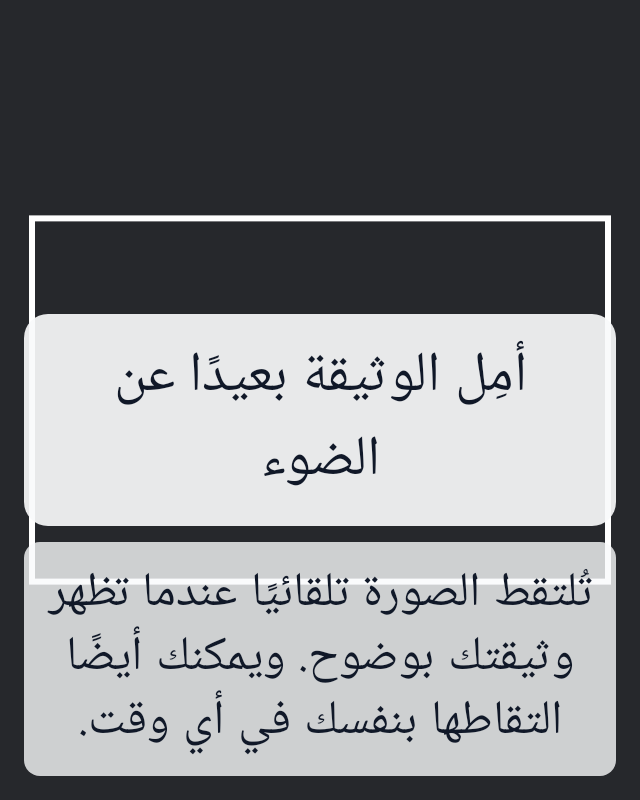 أمِل الوثيقة بعيدًا عن
الضوء
تُلتقط الصورة تلقائيًا عندما تظهر
وثيقتك بوضوح. ويمكنك أيضًا
التقاطها بنفسك في أي وقت.